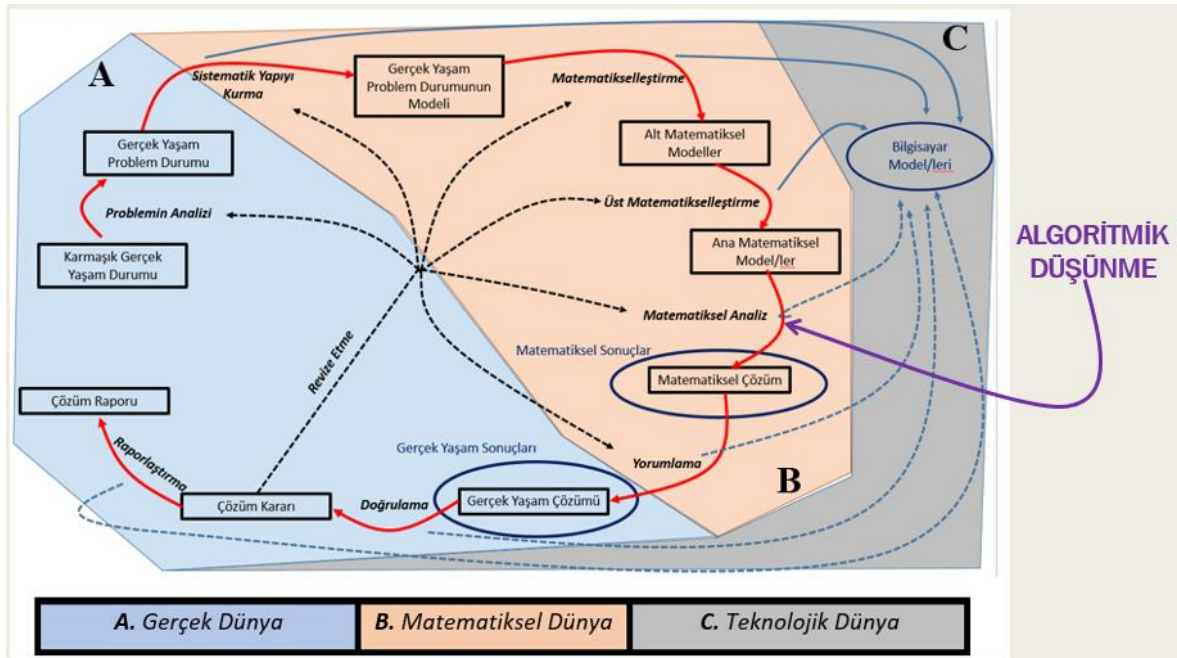 A
C
Sistematik Yapıyı
Kurma
Gerçek Yaşam
Problem Durumunun
Modeli
Matematikselleştirme
Gerçek Yaşam
Problem Durumu
Alt Matematiksel
Modeller
Bilgisayar
Model/leri
Problemin Analizi
Üst Matematikselleştirme
Karmaşık Gerçek
Yaşam Durumu
Ana Matematiksel
Model/ler
ALGORİTMİK
DÜŞÜNME
Matematiksel Analiz
Revize Etme
Matematiksel Sonuçlar
Matematiksel Çözüm
Çözüm Raporu
Raporlaştırma
Gerçek Yaşam Sonuçları
Yorumlama
B
Çözüm Kararı
Doğrulama
Gerçek Yaşam Çözümü
A. Gerçek Dünya
B. Matematiksel Dünya
C. Teknolojik Dünya